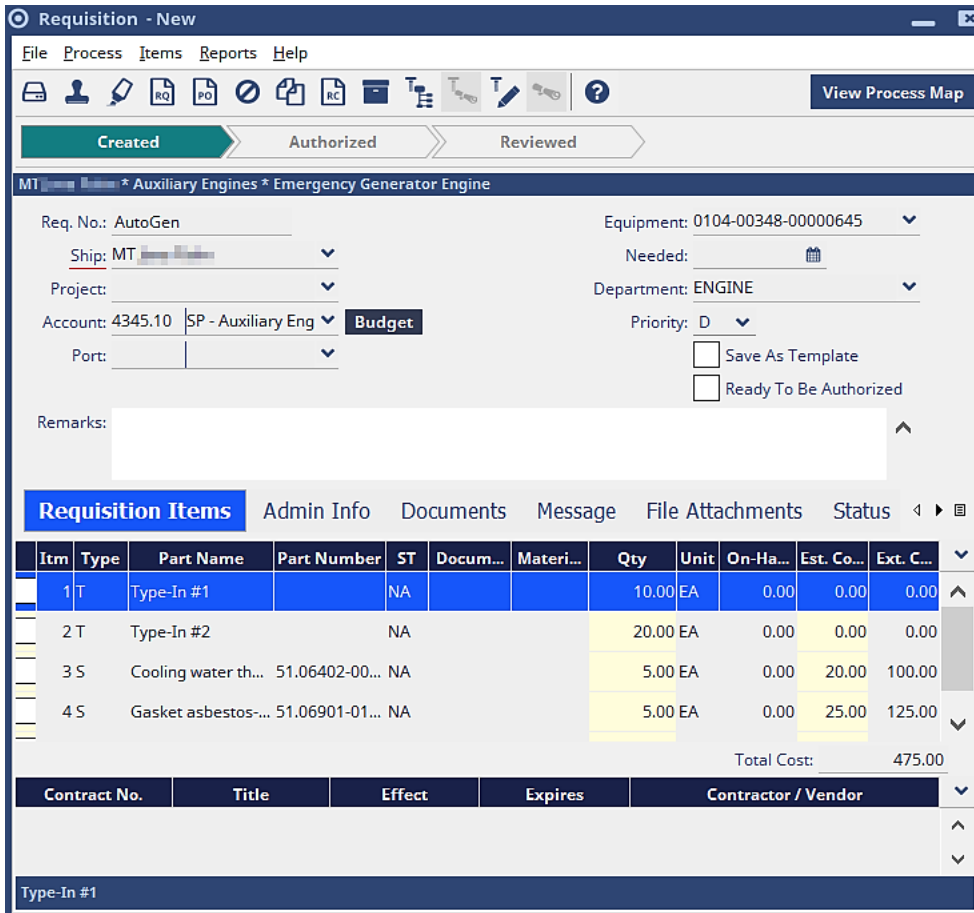 Requisition - New
File Process Items Reports Help
RQ PO RC View Process Map
Created Authorized Reviewed
MT * Auxiliary Engines * Emergency Generator Engine
Req. No.: AutoGen Equipment: 0104-00348-00000645
Ship: MT Needed:
Project: Department: ENGINE
Account: 4345.10 SP - Auxiliary Eng Budget Priority: D
Port: Save As Template
Ready To Be Authorized
Remarks:
Requisition Items Admin Info Documents Message File Attachments Status
Itm Type Part Name Part Number ST Docum... Materi... Qty Unit On-Ha... Est. Co... Ext. C...
1 T Type-In #1 NA 10.00 EA 0.00 0.00 0.00
2 T Type-In #2 NA 20.00 EA 0.00 0.00 0.00
3 S Cooling water th... 51.06402-00... NA 5.00 EA 0.00 20.00 100.00
4 S Gasket asbestos-... 51.06901-01... NA 5.00 EA 0.00 25.00 125.00
Total Cost: 475.00
Contract No. Title Effect Expires Contractor / Vendor
Type-In #1